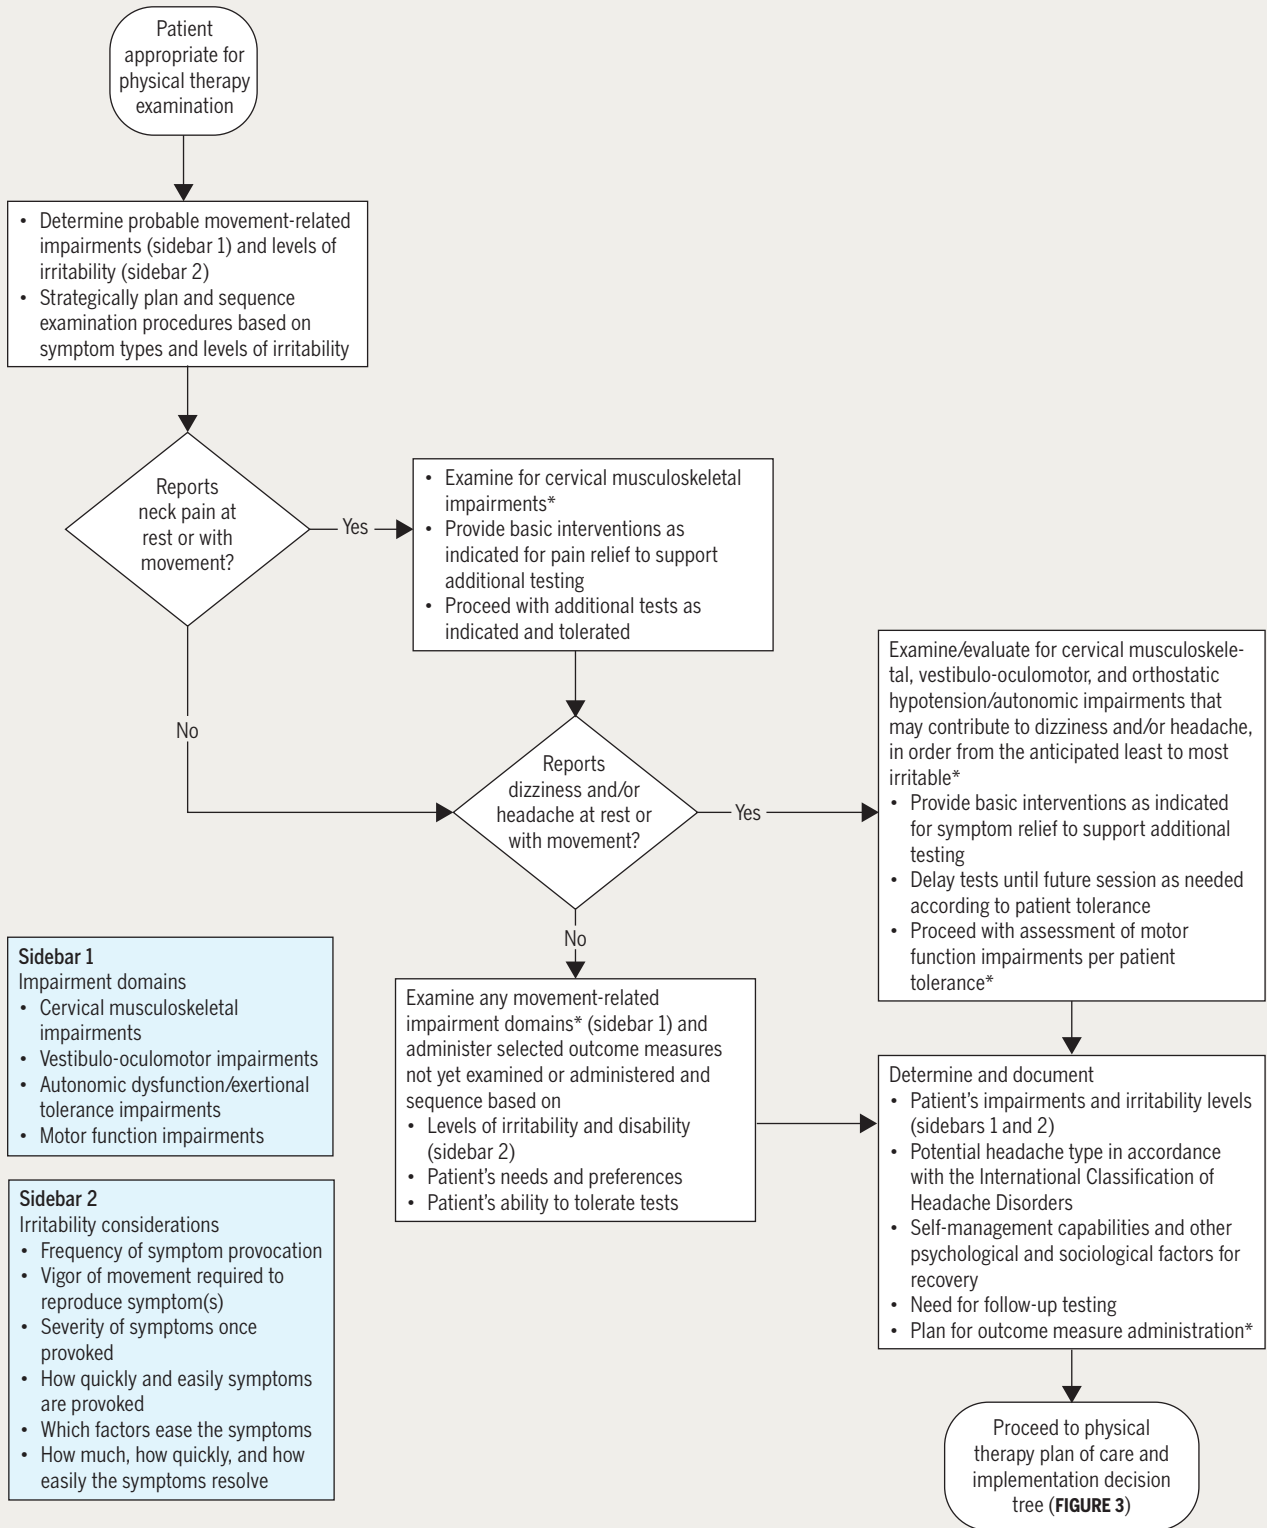 Patient
appropriate for
physical therapy
examination
• Determine probable movement-related
impairments (sidebar 1) and levels of
irritability (sidebar 2)
• Strategically plan and sequence
examination procedures based on
symptom types and levels of irritability
Reports
neck pain at
rest or with
movement?
Yes
• Examine for cervical musculoskeletal
impairments*
• Provide basic interventions as
indicated for pain relief to support
additional testing
• Proceed with additional tests as
indicated and tolerated
No
Reports
dizziness and/or
headache at rest or
with movement?
Yes
Examine/evaluate for cervical musculoskele-
tal, vestibulo-oculomotor, and orthostatic
hypotension/autonomic impairments that
may contribute to dizziness and/or headache,
in order from the anticipated least to most
irritable*
• Provide basic interventions as indicated
for symptom relief to support additional
testing
• Delay tests until future session as needed
according to patient tolerance
• Proceed with assessment of motor
function impairments per patient
tolerance*
No
Examine any movement-related
impairment domains* (sidebar 1) and
administer selected outcome measures
not yet examined or administered and
sequence based on
• Levels of irritability and disability
(sidebar 2)
• Patient's needs and preferences
• Patient's ability to tolerate tests
Determine and document
• Patient's impairments and irritability levels
(sidebars 1 and 2)
• Potential headache type in accordance
with the International Classification of
Headache Disorders
• Self-management capabilities and other
psychological and sociological factors for
recovery
• Need for follow-up testing
• Plan for outcome measure administration*
Proceed to physical
therapy plan of care and
implementation decision
tree (FIGURE 3)
Sidebar 1
Impairment domains
• Cervical musculoskeletal
impairments
• Vestibulo-oculomotor impairments
• Autonomic dysfunction/exertional
tolerance impairments
• Motor function impairments
Sidebar 2
Irritability considerations
• Frequency of symptom provocation
• Vigor of movement required to
reproduce symptom(s)
• Severity of symptoms once
provoked
• How quickly and easily symptoms
are provoked
• Which factors ease the symptoms
• How much, how quickly, and how
easily the symptoms resolve